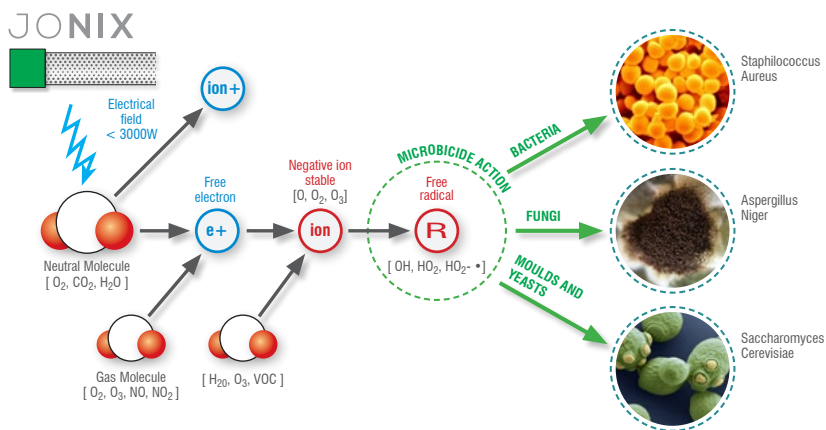 JONIX
Electrical
field
< 3000W
ion+
Neutral Molecule
[ O₂, CO₂, H₂O ]
Free
electron
e+
Gas Molecule
[ O₂, O₃, NO, NO₂ ]
Negative ion
stable
[O, O₂, O₃]
ion
[ H₂₀, O₃, VOC ]
MICROBICIDE ACTION
Free
radical
R
[ OH, HO₂, HO₂- • ]
BACTERIA
Staphilococcus
Aureus
FUNGI
Aspergillus
Niger
MOULDS AND
YEASTS
Saccharomyces
Cerevisiae